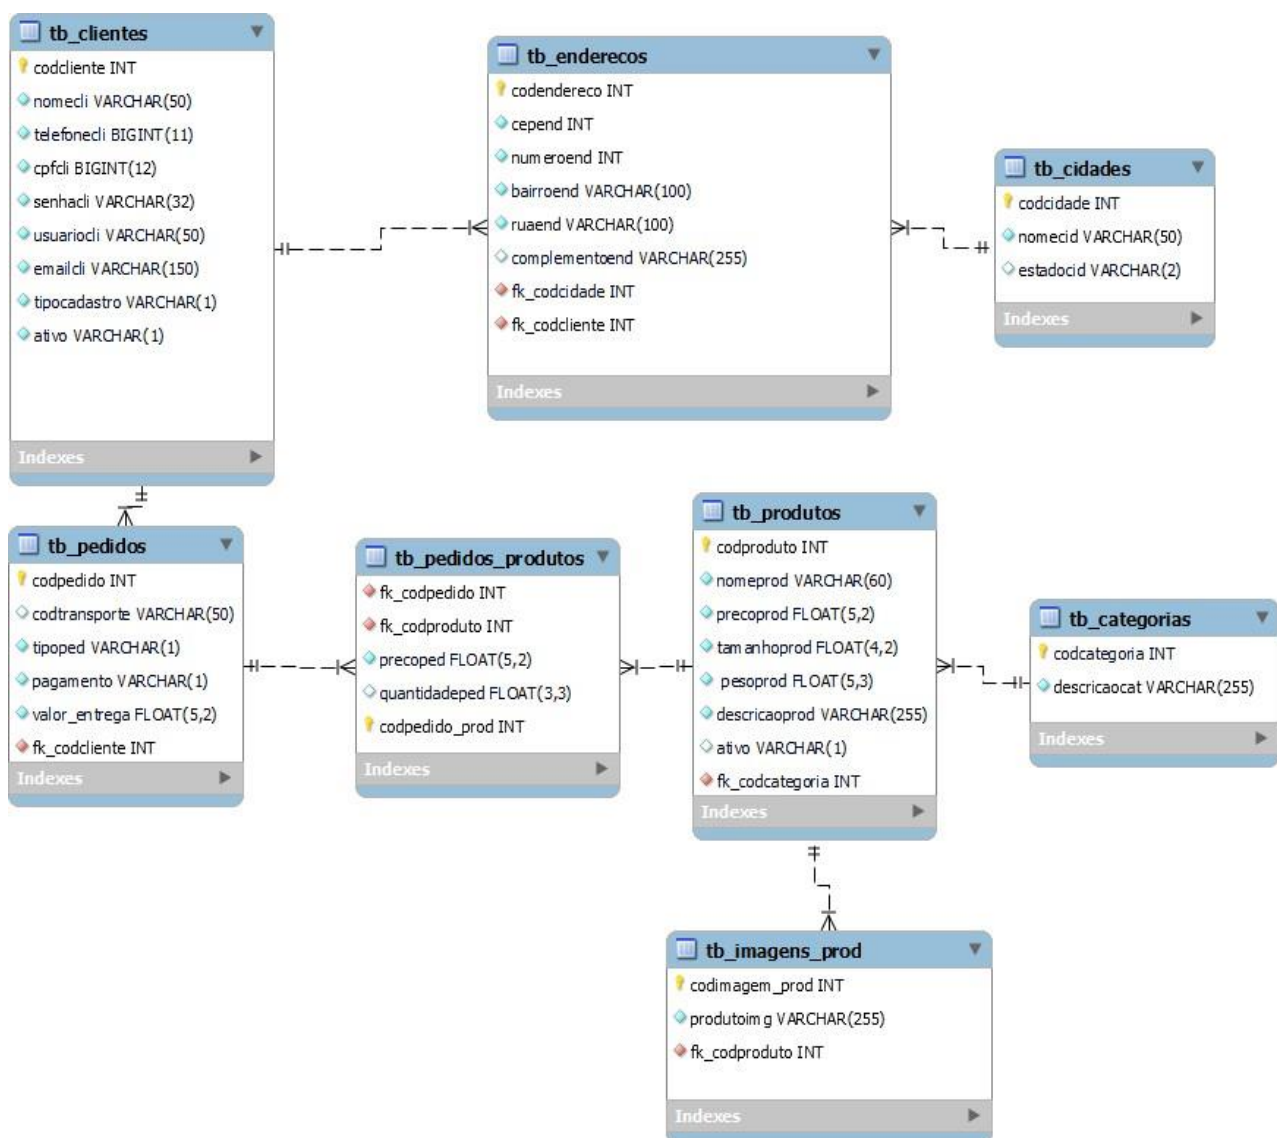 tb_clientes
codcliente INT
nomecli VARCHAR(50)
telefonecli BIGINT(11)
cpfcli BIGINT(12)
senhacli VARCHAR(32)
usuariocli VARCHAR(50)
emailcli VARCHAR(150)
tipocadastro VARCHAR(1)
ativo VARCHAR(1)
Indexes
tb_enderecos
codendereco INT
cepend INT
numeroend INT
bairroend VARCHAR(100)
ruaend VARCHAR(100)
complementoend VARCHAR(255)
fk_codcidade INT
fk_codcliente INT
Indexes
tb_cidades
codcidade INT
nomecid VARCHAR(50)
estadocid VARCHAR(2)
Indexes
tb_pedidos
codpedido INT
codtransporte VARCHAR(50)
tipoped VARCHAR(1)
pagamento VARCHAR(1)
valor_entrega FLOAT(5,2)
fk_codcliente INT
Indexes
tb_pedidos_produtos
fk_codpedido INT
fk_codproduto INT
precoped FLOAT(5,2)
quantidadeped FLOAT(3,3)
codpedido_prod INT
Indexes
tb_produtos
codproduto INT
nomeprod VARCHAR(60)
precoprod FLOAT(5,2)
tamanhoprod FLOAT(4,2)
pesoprod FLOAT(5,3)
descricaoprod VARCHAR(255)
ativo VARCHAR(1)
fk_codcategoria INT
Indexes
tb_categorias
codcategoria INT
descricaocat VARCHAR(255)
Indexes
tb_imagens_prod
codimagem_prod INT
produtoimg VARCHAR(255)
fk_codproduto INT
Indexes